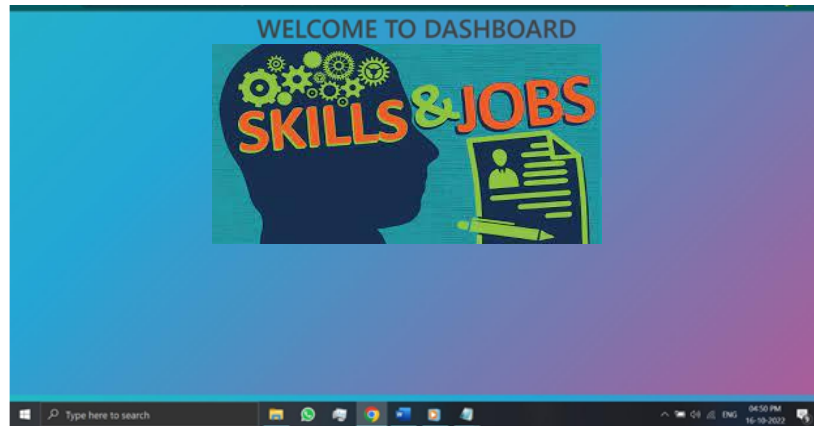 WELCOME TO DASHBOARD
SKILLS & JOBS
Type here to search
ENG
04:50 PM
16-10-2022